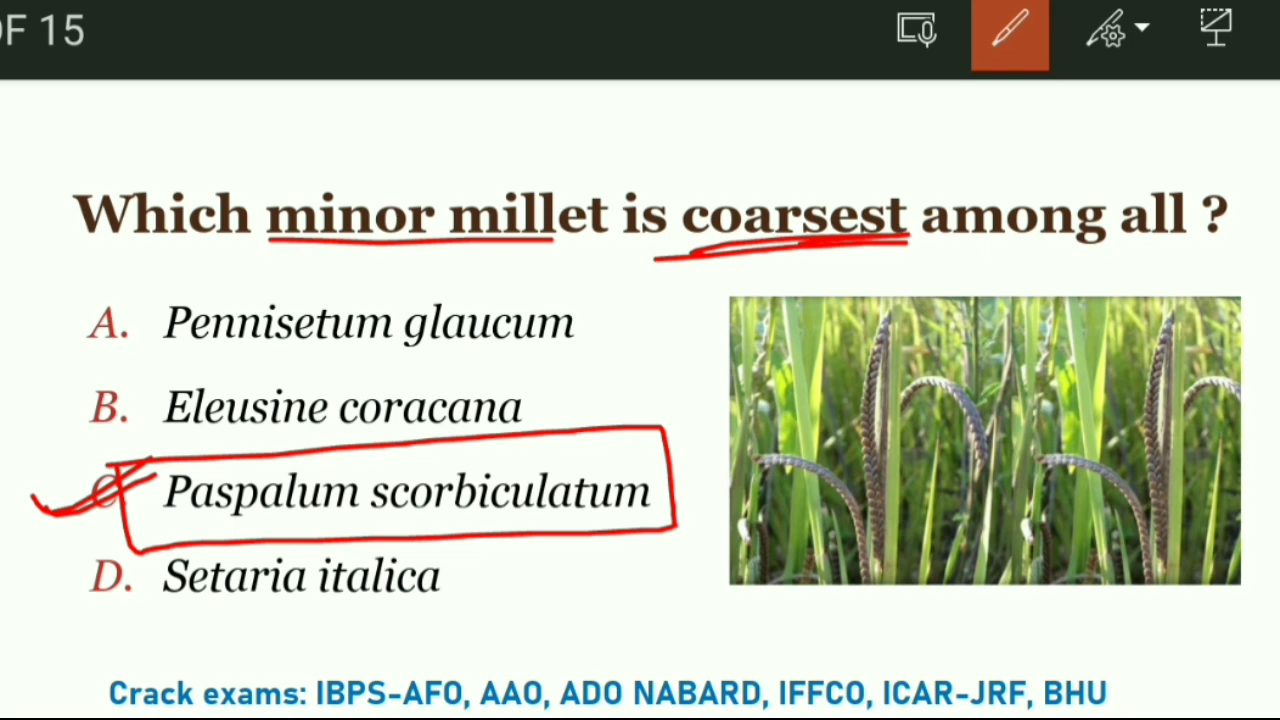 OF 15
Which minor millet is coarsest among all ?
A. Pennisetum glaucum
B. Eleusine coracana
C. Paspalum scorbiculatum
D. Setaria italica
Crack exams: IBPS-AFO, AAO, ADO NABARD, IFFCO, ICAR-JRF, BHU